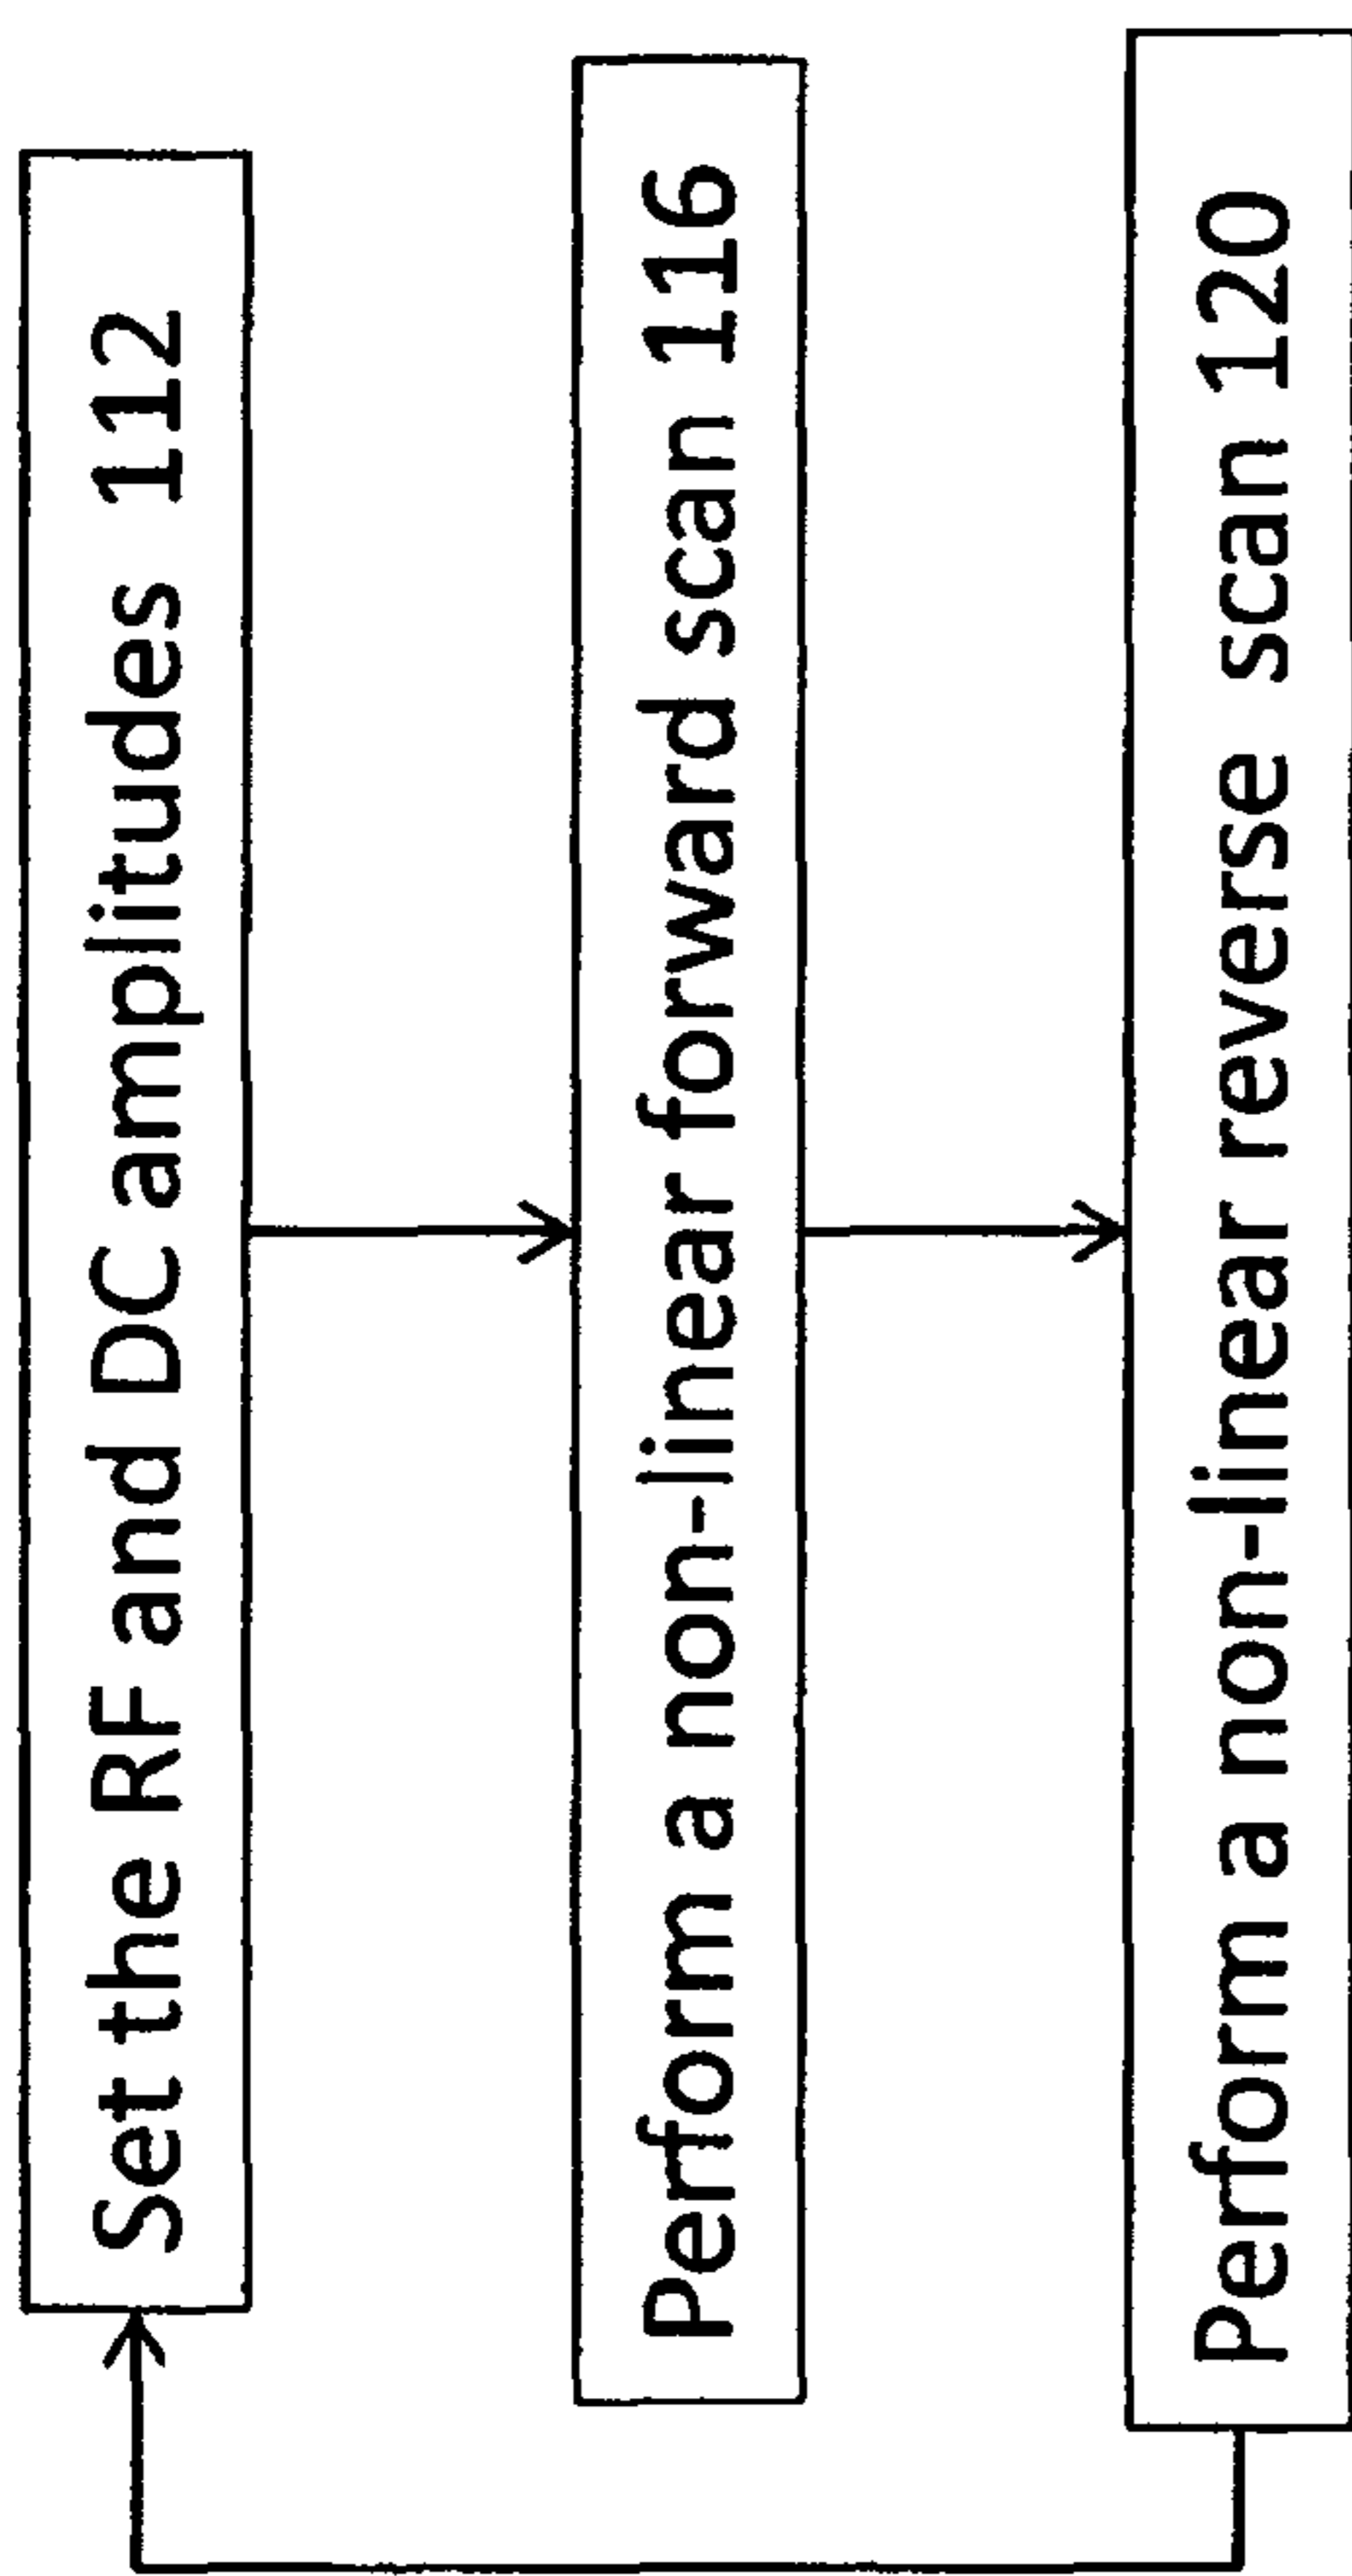 Set the RF and DC amplitudes 112
Perform a non-linear forward scan 116
Perform a non-linear reverse scan 120